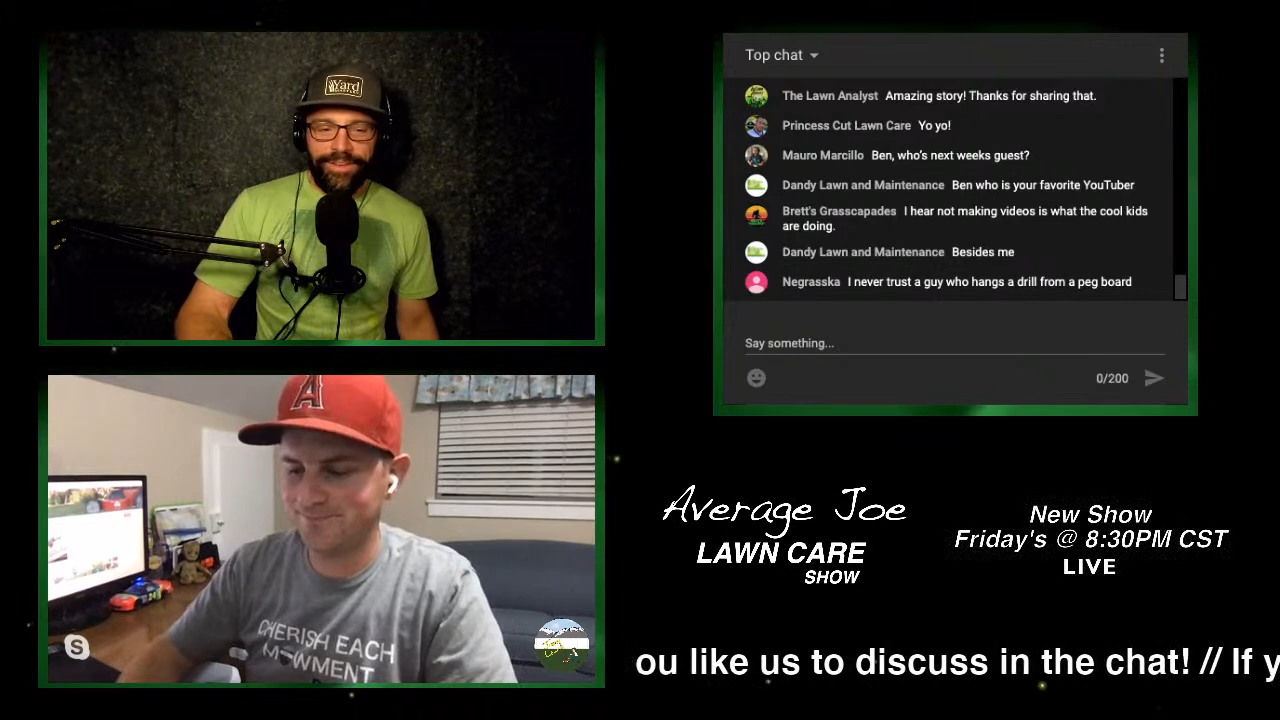 Yard
A
CHERISH EACH
MOWMENT
S
Top chat
The Lawn Analyst Amazing story! Thanks for sharing that.
Princess Cut Lawn Care Yo yo!
Mauro Marcillo Ben, who's next weeks guest?
Dandy Lawn and Maintenance Ben who is your favorite YouTuber
Brett's Grasscapades I hear not making videos is what the cool kids
are doing.
Dandy Lawn and Maintenance Besides me
Negrasska I never trust a guy who hangs a drill from a peg board
Say something...
0/200
Average Joe
LAWN CARE
SHOW
New Show
Friday's @ 8:30PM CST
LIVE
ou like us to discuss in the chat! // If y